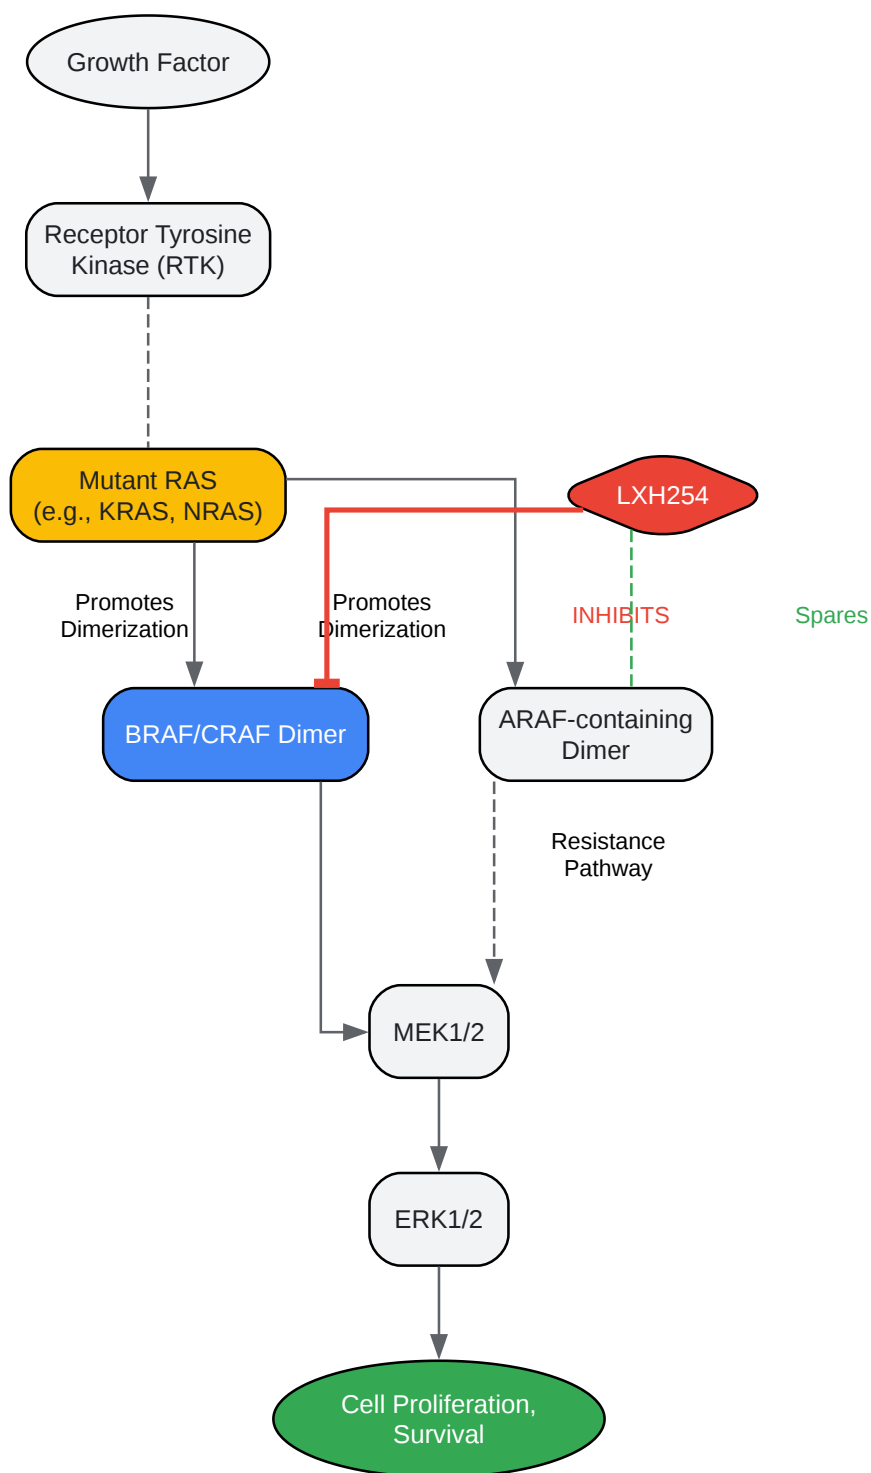 Growth Factor
Receptor Tyrosine
Kinase (RTK)
Mutant RAS
(e.g., KRAS, NRAS)
LXH254
Promotes
Dimerization
Promotes
Dimerization
INHIBITS
Spares
BRAF/CRAF Dimer
ARAF-containing
Dimer
Resistance
Pathway
MEK1/2
ERK1/2
Cell Proliferation,
Survival